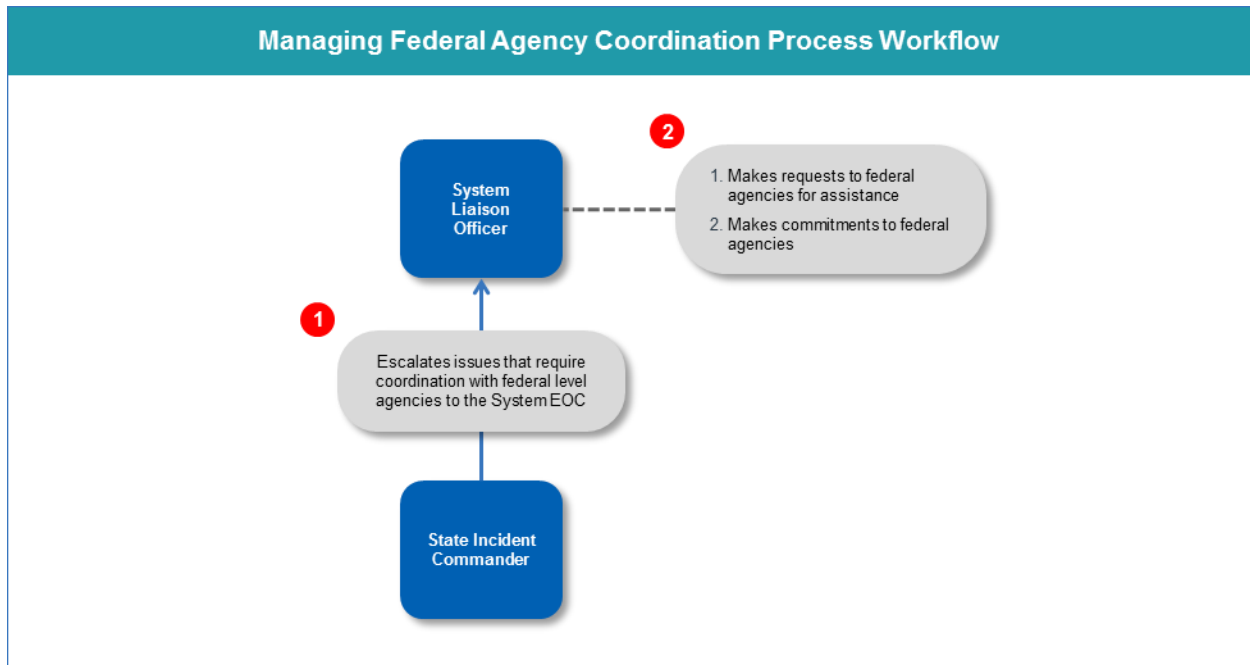 Managing Federal Agency Coordination Process Workflow
2
System
Liaison
Officer
1. Makes requests to federal
agencies for assistance
2. Makes commitments to federal
agencies
1
Escalates issues that require
coordination with federal level
agencies to the System EOC
State Incident
Commander